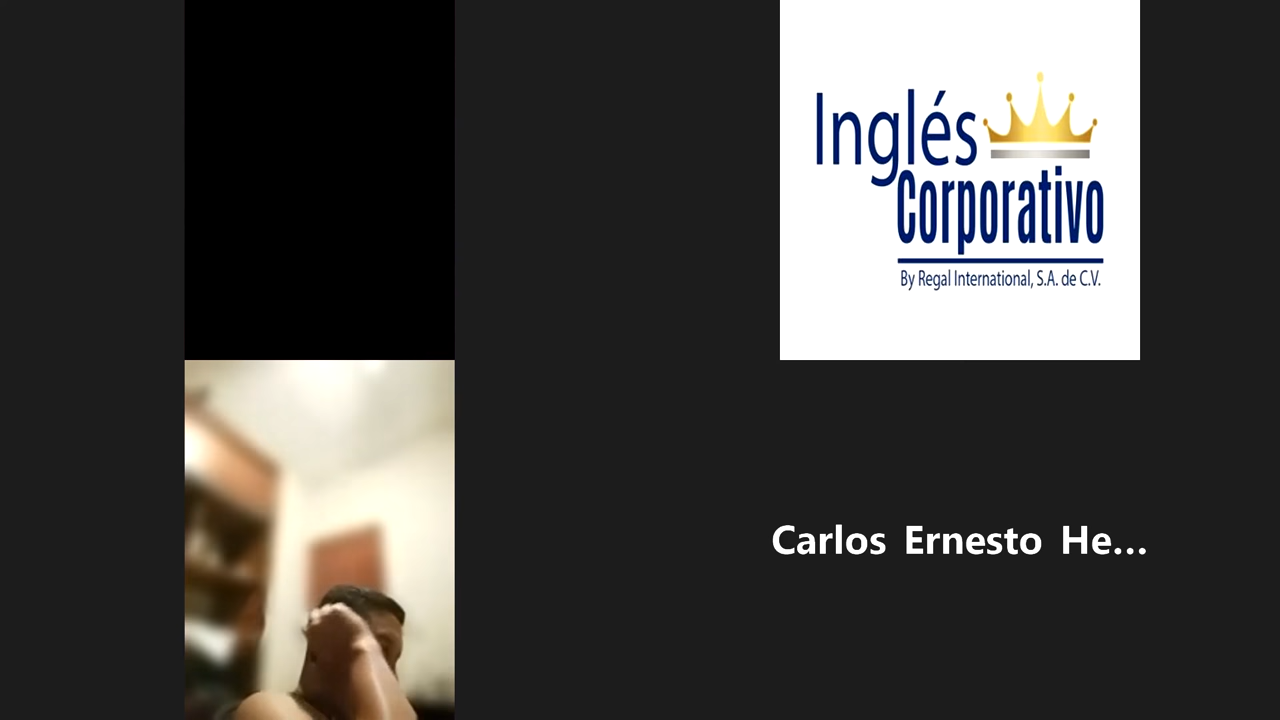 Inglés
Corporativo
By Regal International, S.A. de C.V.
Carlos Ernesto He...